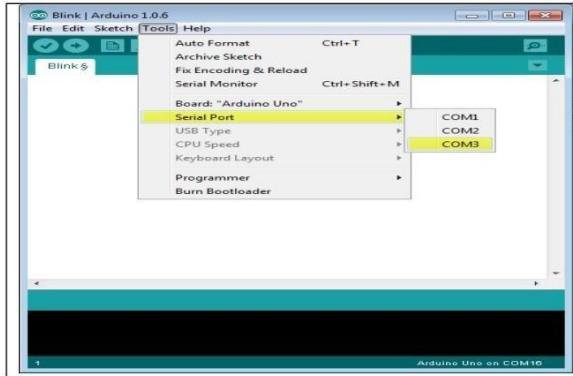 Blink | Arduino 1.0.6
File Edit Sketch Tools Help
Blink §
Auto Format Ctrl+T
Archive Sketch
Fix Encoding & Reload
Serial Monitor Ctrl+Shift+M
Board: "Arduino Uno"
Serial Port
USB Type
CPU Speed
Keyboard Layout
Programmer
Burn Bootloader
COM1
COM2
COM3
1 Arduino Uno on COM16